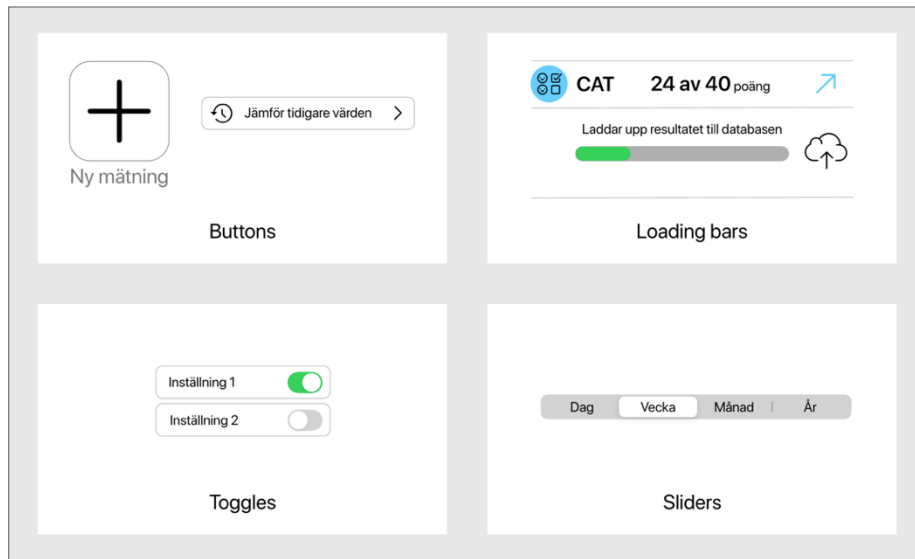 Ny mätning
Jämför tidigare värden
Buttons
CAT 24 av 40 poäng
Laddar upp resultatet till databasen
Loading bars
Inställning 1
Inställning 2
Toggles
Dag Vecka Månad År
Sliders